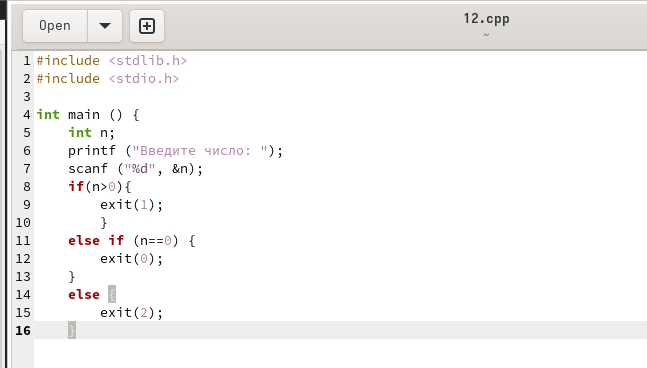 Open
12.cpp
~
1 #include <stdlib.h>
2 #include <stdio.h>
3
4 int main () {
5     int n;
6     printf ("Введите число: ");
7     scanf ("%d", &n);
8     if(n>0){
9         exit(1);
10         }
11     else if (n==0) {
12         exit(0);
13     }
14     else {
15         exit(2);
16     }